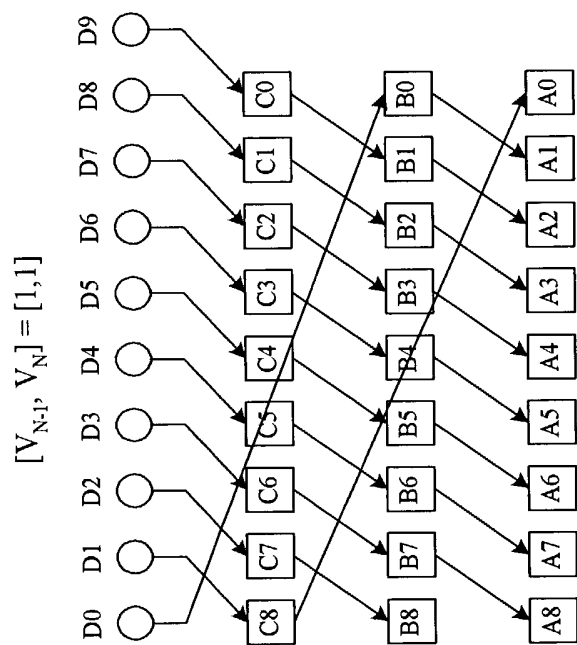 [V_{N-1}, V_N] = [1,1]
D0 D1 D2 D3 D4 D5 D6 D7 D8 D9
C8 C7 C6 C5 C4 C3 C2 C1 C0
B8 B7 B6 B5 B4 B3 B2 B1 B0
A8 A7 A6 A5 A4 A3 A2 A1 A0